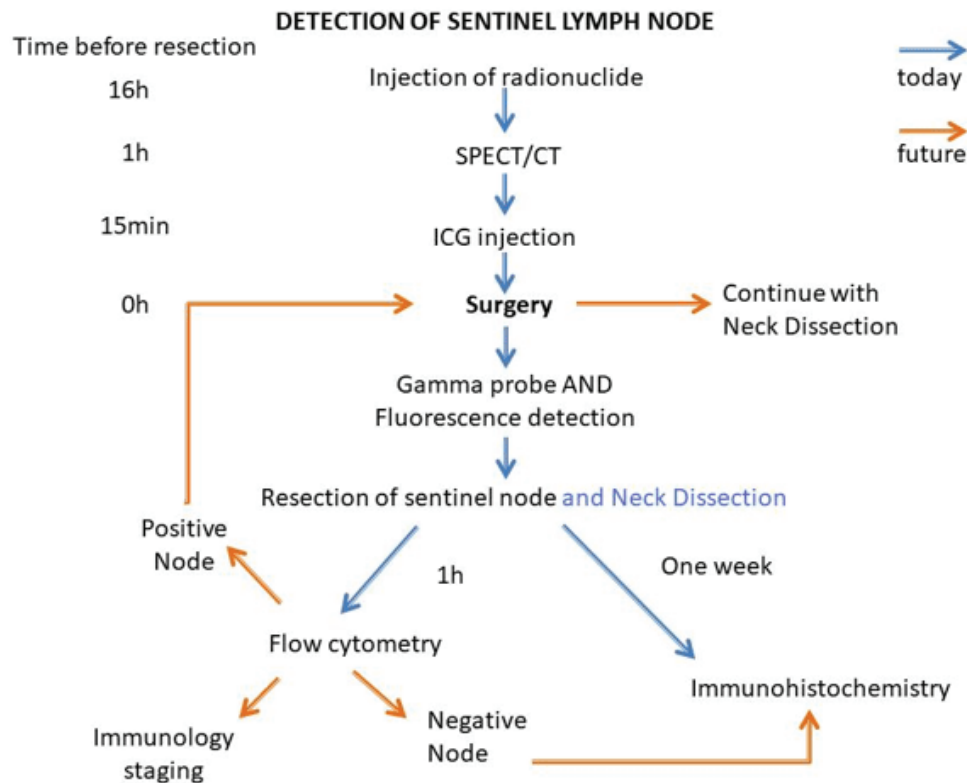 DETECTION OF SENTINEL LYMPH NODE
Time before resection
today
future
16h
Injection of radionuclide
1h
SPECT/CT
15min
ICG injection
0h
Surgery
Continue with
Neck Dissection
Gamma probe AND
Fluorescence detection
Resection of sentinel node and Neck Dissection
Positive
Node
1h
One week
Flow cytometry
Immunohistochemistry
Immunology
staging
Negative
Node